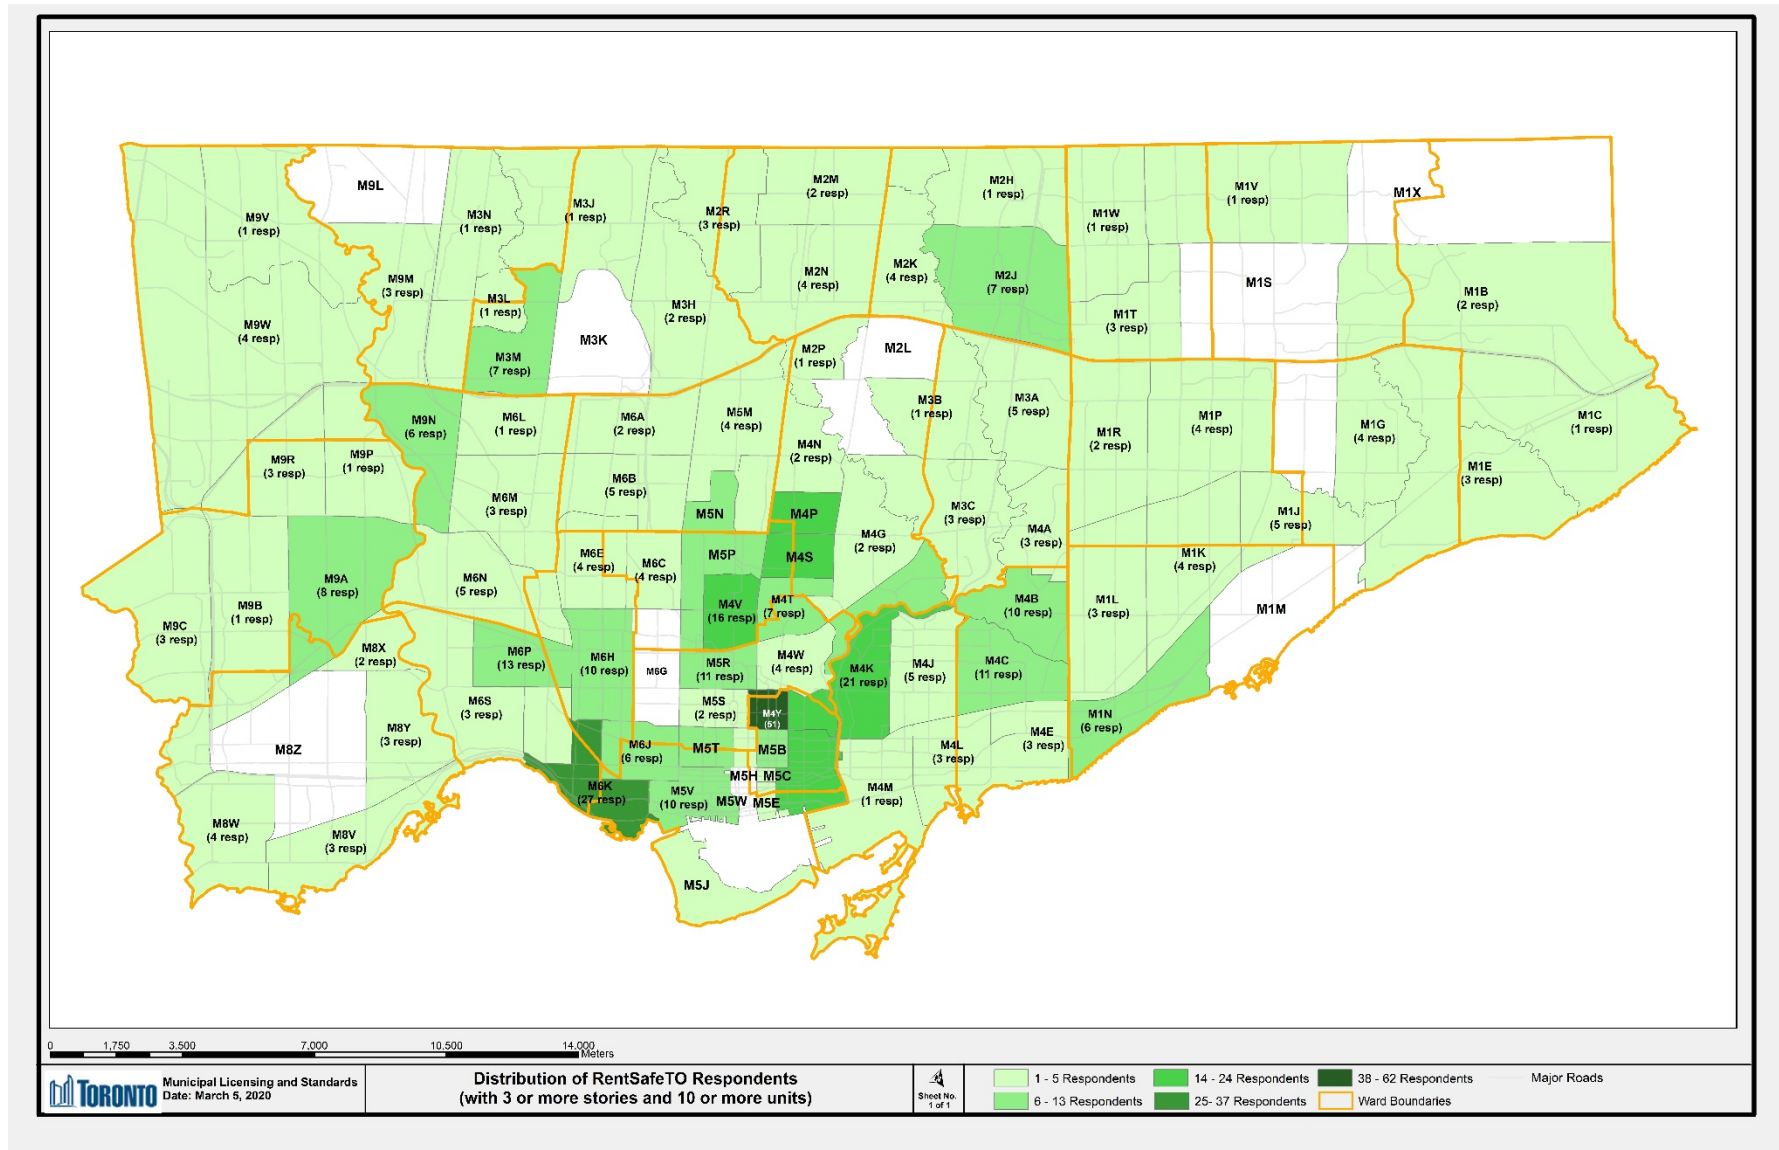 M9L
M9V
(1 resp)
M3N
(1 resp)
M3J
(1 resp)
M2R
(3 resp)
M2M
(2 resp)
M2H
(1 resp)
M1W
(1 resp)
M1V
(1 resp)
M1X
M9M
(3 resp)
M3L
(1 resp)
M3H
(2 resp)
M2N
(4 resp)
M2K
(4 resp)
M2J
(7 resp)
M1T
(3 resp)
M1S
M1B
(2 resp)
M9W
(4 resp)
M3M
(7 resp)
M3K
M2P
(1 resp)
M2L
M9N
(6 resp)
M6L
(1 resp)
M6A
(2 resp)
M5M
(4 resp)
M4N
(2 resp)
M3B
(1 resp)
M3A
(5 resp)
M1R
(2 resp)
M1P
(4 resp)
M1G
(4 resp)
M1C
(1 resp)
M9R
(3 resp)
M9P
(1 resp)
M6M
(3 resp)
M6B
(5 resp)
M5N
M4P
M4G
(2 resp)
M3C
(3 resp)
M4A
(3 resp)
M1J
(5 resp)
M1E
(3 resp)
M9A
(8 resp)
M6N
(5 resp)
M6E
(4 resp)
M6C
(4 resp)
M5P
M4S
M1K
(4 resp)
M9C
(3 resp)
M9B
(1 resp)
M4V
(16 resp)
M4T
(7 resp)
M4B
(10 resp)
M1L
(3 resp)
M1M
M8X
(2 resp)
M6P
(13 resp)
M6H
(10 resp)
M6G
M5R
(11 resp)
M4W
(4 resp)
M4K
(21 resp)
M4J
(5 resp)
M4C
(11 resp)
M6S
(3 resp)
M5S
(2 resp)
M4Y
(51)
M1N
(6 resp)
M8Z
M8Y
(3 resp)
M6J
(6 resp)
M5T
M5B
M4L
(3 resp)
M4E
(3 resp)
M5H
M5C
M6K
(27 resp)
M5V
(10 resp)
M5W
M5E
M4M
(1 resp)
M8W
(4 resp)
M8V
(3 resp)
M5J
0 1,750 3,500 7,000 10,500 14,000
Meters
TORONTO
Municipal Licensing and Standards
Date: March 5, 2020
Distribution of RentSafeTO Respondents
(with 3 or more stories and 10 or more units)
Sheet No.
1 of 1
1 - 5 Respondents
14 - 24 Respondents
38 - 62 Respondents
Major Roads
6 - 13 Respondents
25- 37 Respondents
Ward Boundaries